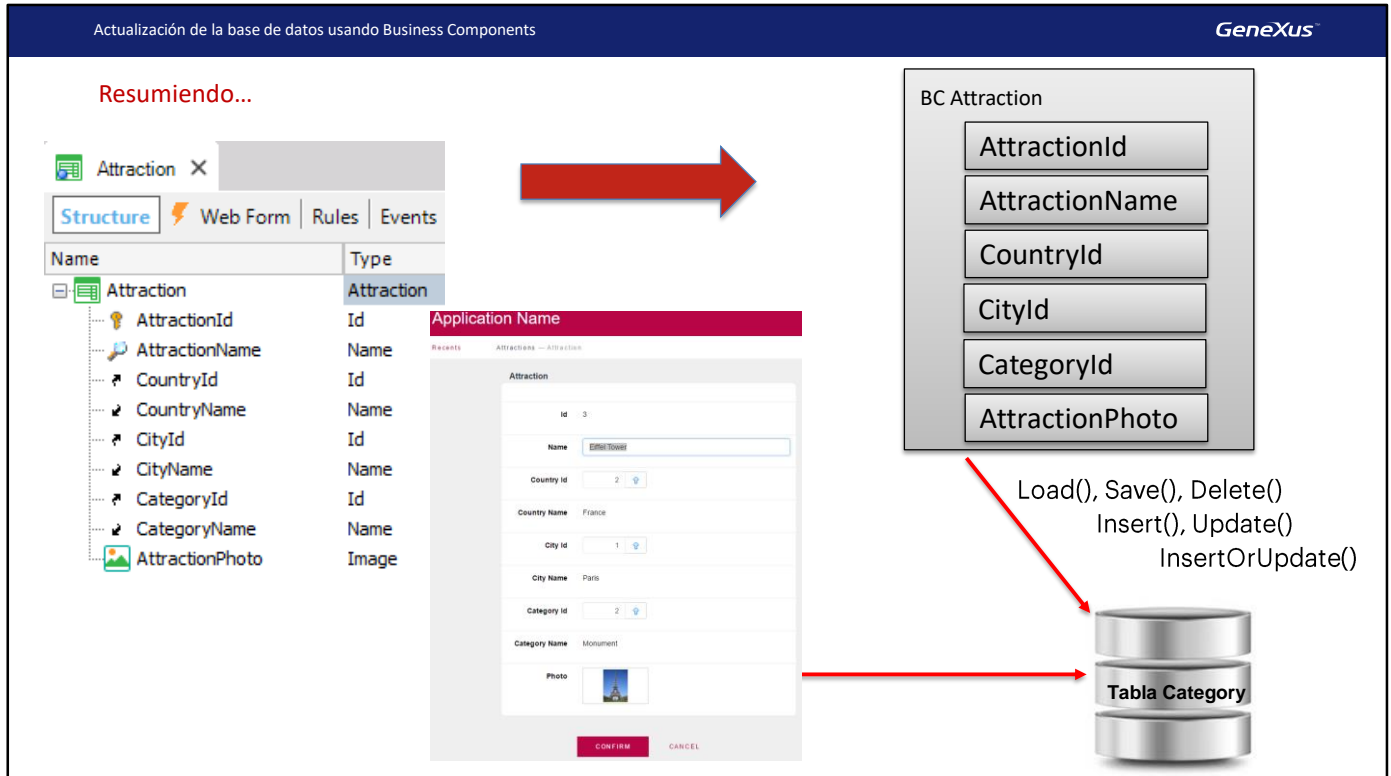 Actualización de la base de datos usando Business Components
GeneXus™
Resumiendo...
Attraction
Structure Web Form Rules Events
Name Type
Attraction Attraction
AttractionId Id
AttractionName Name
CountryId Id
CountryName Name
CityId Id
CityName Name
CategoryId Id
CategoryName Name
AttractionPhoto Image
Application Name
Recents Attractions — Attraction
Attraction
Id 3
Name Eiffel Tower
Country Id 2
Country Name France
City Id 1
City Name Paris
Category Id 2
Category Name Monument
Photo
CONFIRM CANCEL
BC Attraction
AttractionId
AttractionName
CountryId
CityId
CategoryId
AttractionPhoto
Load(), Save(), Delete()
Insert(), Update()
InsertOrUpdate()
Tabla Category